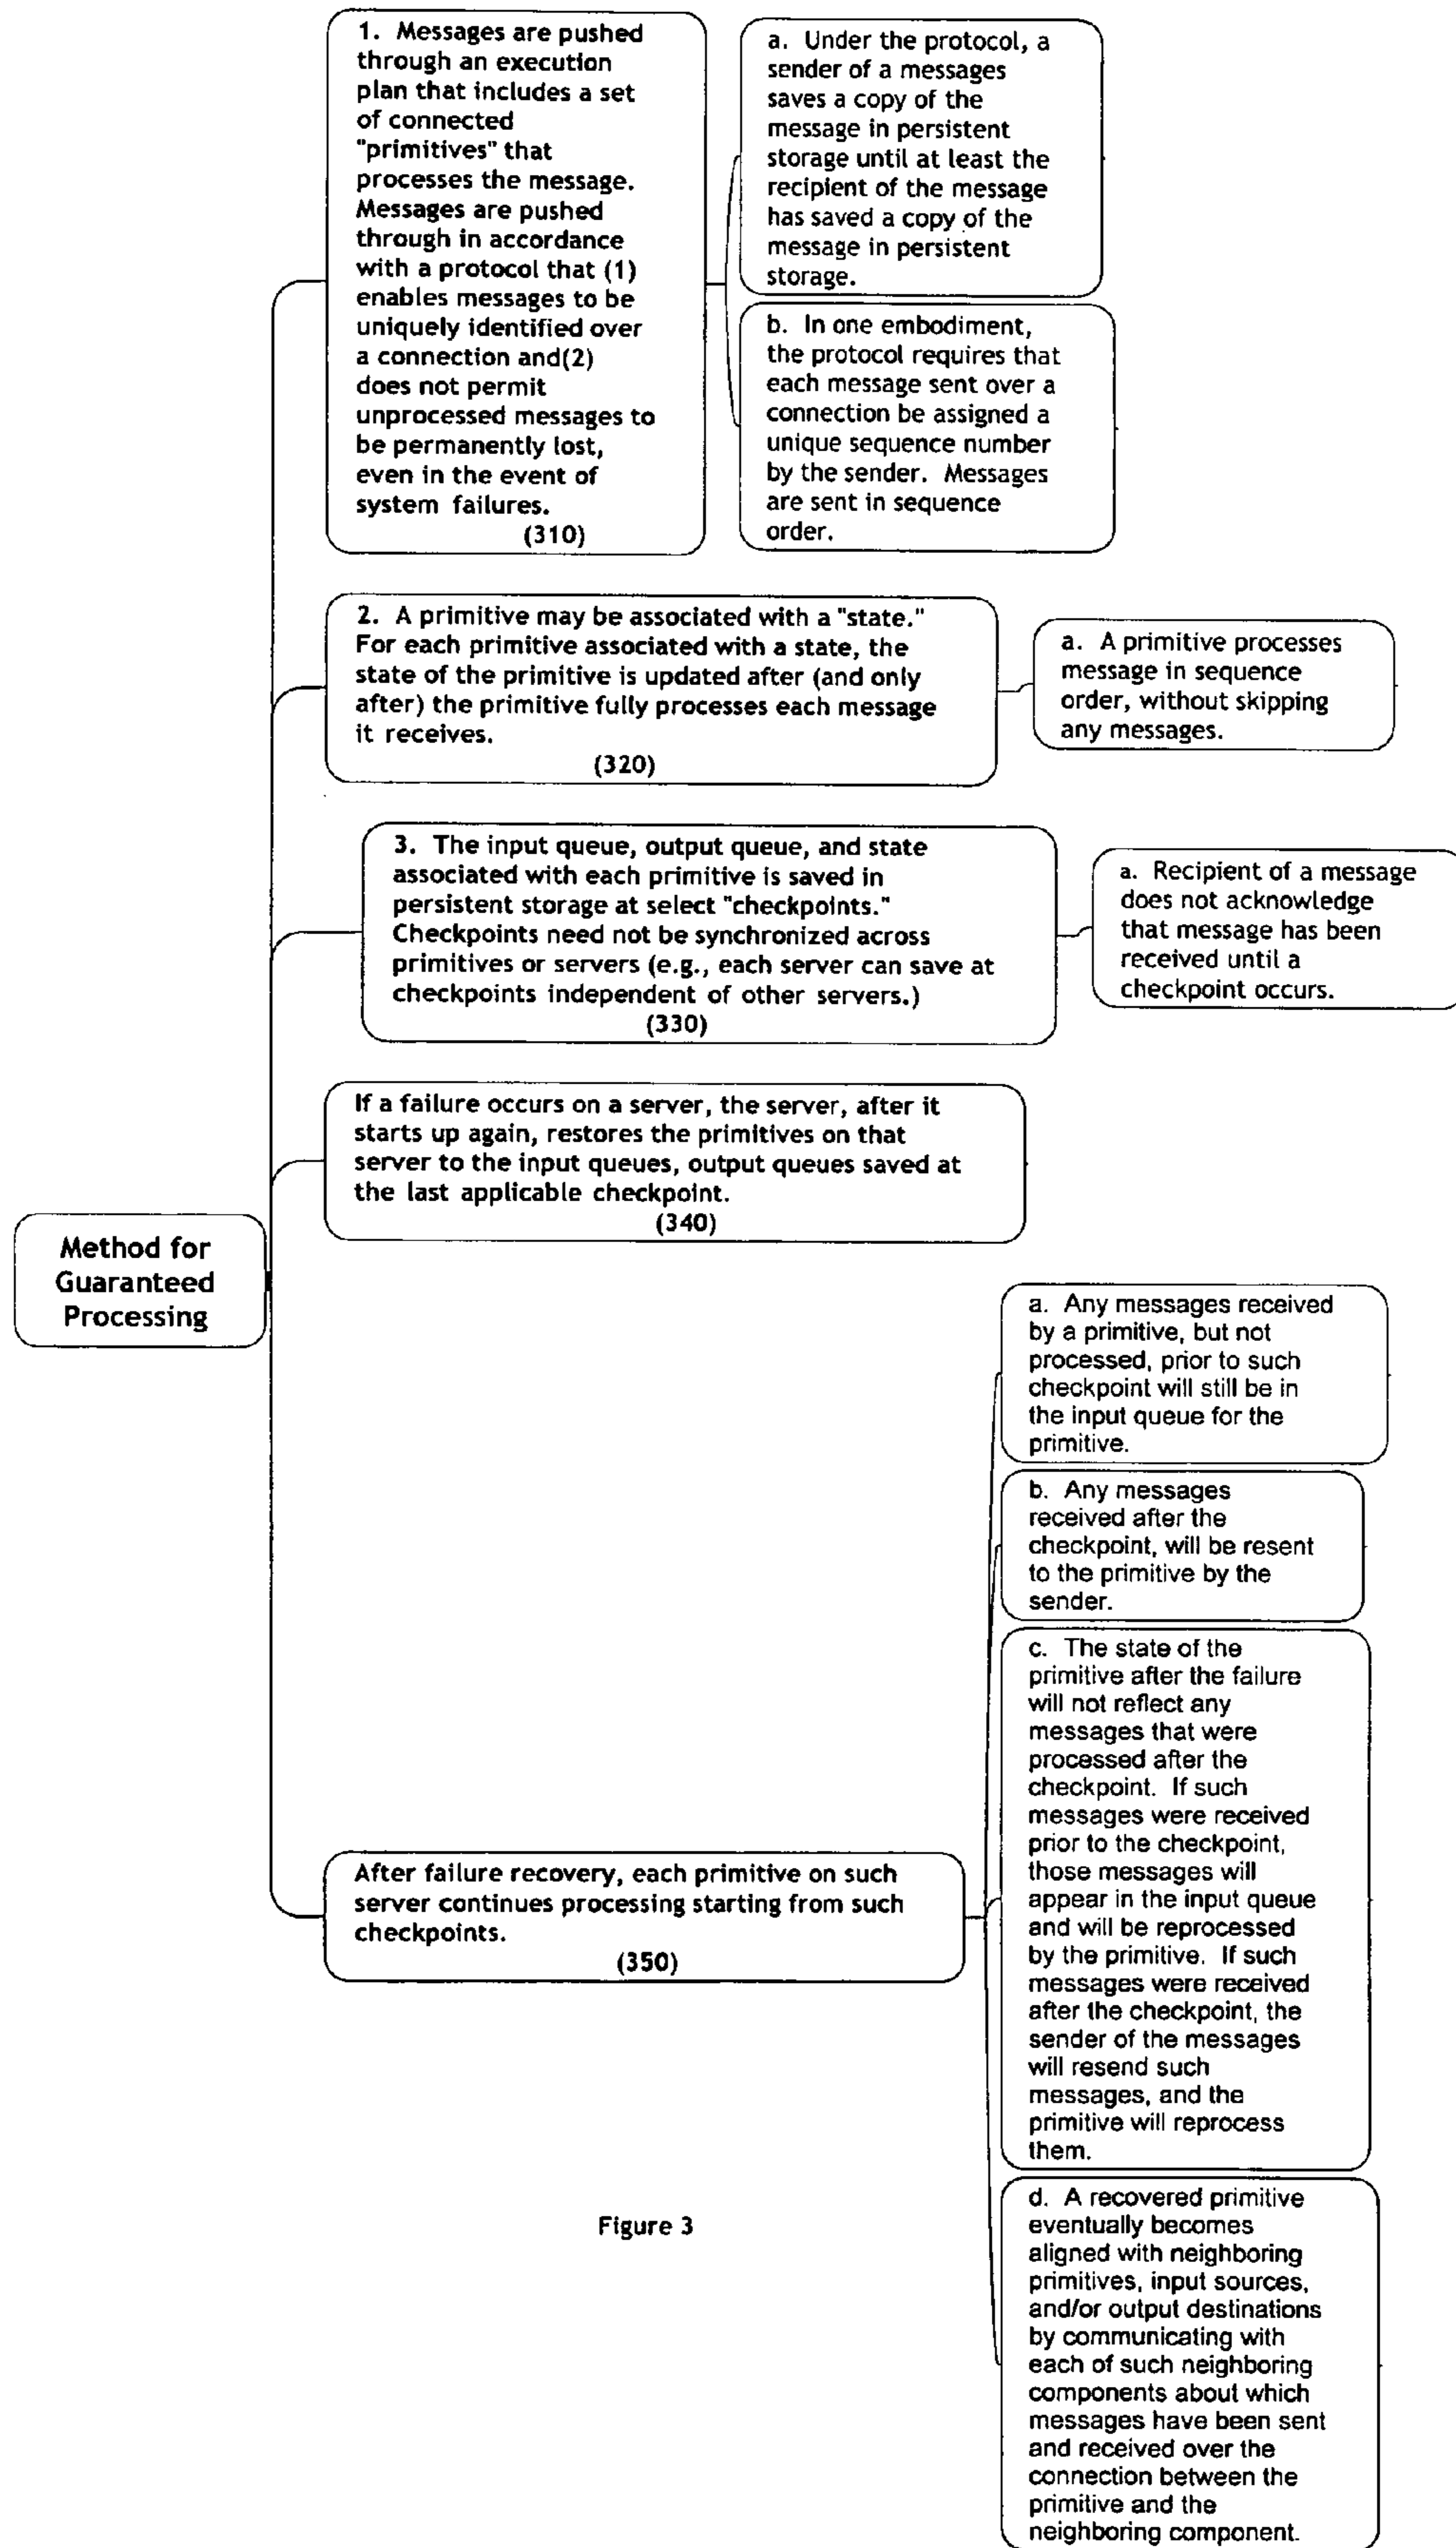 1. Messages are pushed
through an execution
plan that includes a set
of connected
"primitives" that
processes the message.
Messages are pushed
through in accordance
with a protocol that (1)
enables messages to be
uniquely identified over
a connection and(2)
does not permit
unprocessed messages to
be permanently lost,
even in the event of
system failures.
(310)
a. Under the protocol, a
sender of a messages
saves a copy of the
message in persistent
storage until at least the
recipient of the message
has saved a copy of the
message in persistent
storage.
b. In one embodiment,
the protocol requires that
each message sent over a
connection be assigned a
unique sequence number
by the sender. Messages
are sent in sequence
order.
2. A primitive may be associated with a "state."
For each primitive associated with a state, the
state of the primitive is updated after (and only
after) the primitive fully processes each message
it receives.
(320)
a. A primitive processes
message in sequence
order, without skipping
any messages.
3. The input queue, output queue, and state
associated with each primitive is saved in
persistent storage at select "checkpoints."
Checkpoints need not be synchronized across
primitives or servers (e.g., each server can save at
checkpoints independent of other servers.)
(330)
a. Recipient of a message
does not acknowledge
that message has been
received until a
checkpoint occurs.
If a failure occurs on a server, the server, after it
starts up again, restores the primitives on that
server to the input queues, output queues saved at
the last applicable checkpoint.
(340)
Method for
Guaranteed
Processing
After failure recovery, each primitive on such
server continues processing starting from such
checkpoints.
(350)
a. Any messages received
by a primitive, but not
processed, prior to such
checkpoint will still be in
the input queue for the
primitive.
b. Any messages
received after the
checkpoint, will be resent
to the primitive by the
sender.
c. The state of the
primitive after the failure
will not reflect any
messages that were
processed after the
checkpoint. If such
messages were received
prior to the checkpoint,
those messages will
appear in the input queue
and will be reprocessed
by the primitive. If such
messages were received
after the checkpoint, the
sender of the messages
will resend such
messages, and the
primitive will reprocess
them.
d. A recovered primitive
eventually becomes
aligned with neighboring
primitives, input sources,
and/or output destinations
by communicating with
each of such neighboring
components about which
messages have been sent
and received over the
connection between the
primitive and the
neighboring component.
Figure 3